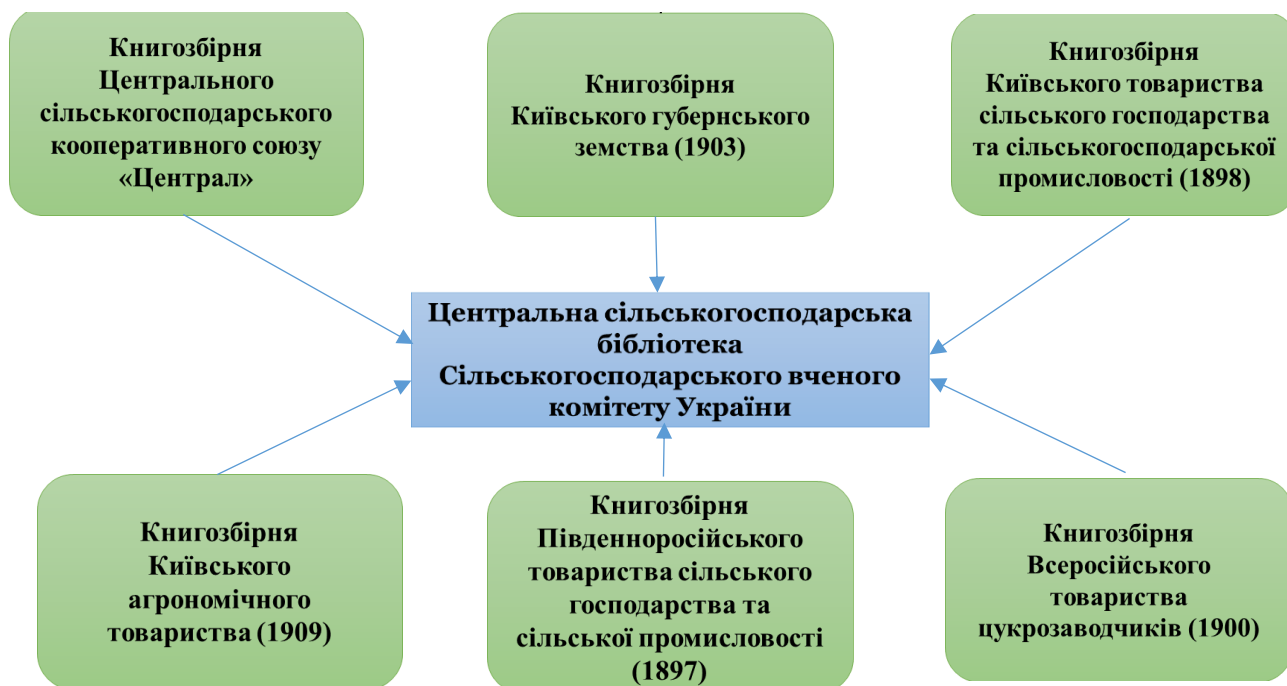 Книгозбірня
Центрального
сільськогосподарського
кооперативного союзу
«Централ»
Книгозбірня
Київського губернського
земства (1903)
Книгозбірня
Київського товариства
сільського господарства
та сільськогосподарської
промисловості (1898)
Центральна сільськогосподарська
бібліотека
Сільськогосподарського вченого
комітету України
Книгозбірня
Київського
агрономічного
товариства (1909)
Книгозбірня
Південноросійського
товариства сільського
господарства та
сільської промисловості
(1897)
Книгозбірня
Всеросійського
товариства
цукрозаводчиків (1900)